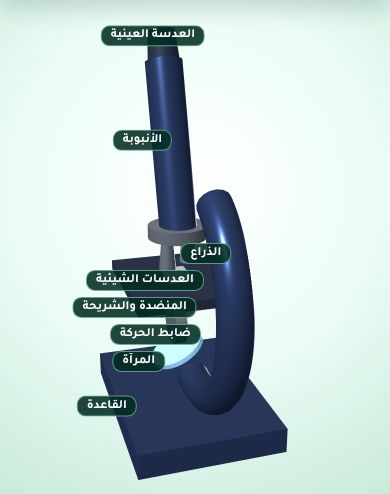 العدسة العينية
الأنبوبة
الذراع
العدسات الشيئية
المنضدة والشريحة
ضابط الحركة
المرآة
القاعدة